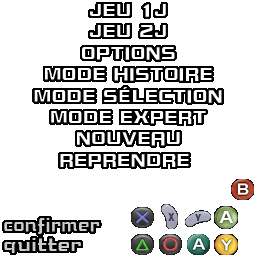 JEU 1J
JEU 2J
OPTIONS
MODE HISTOIRE
MODE SÉLECTION
MODE EXPERT
NOUVEAU
REPRENDRE
B
confirmer X Y A
quitter A Y